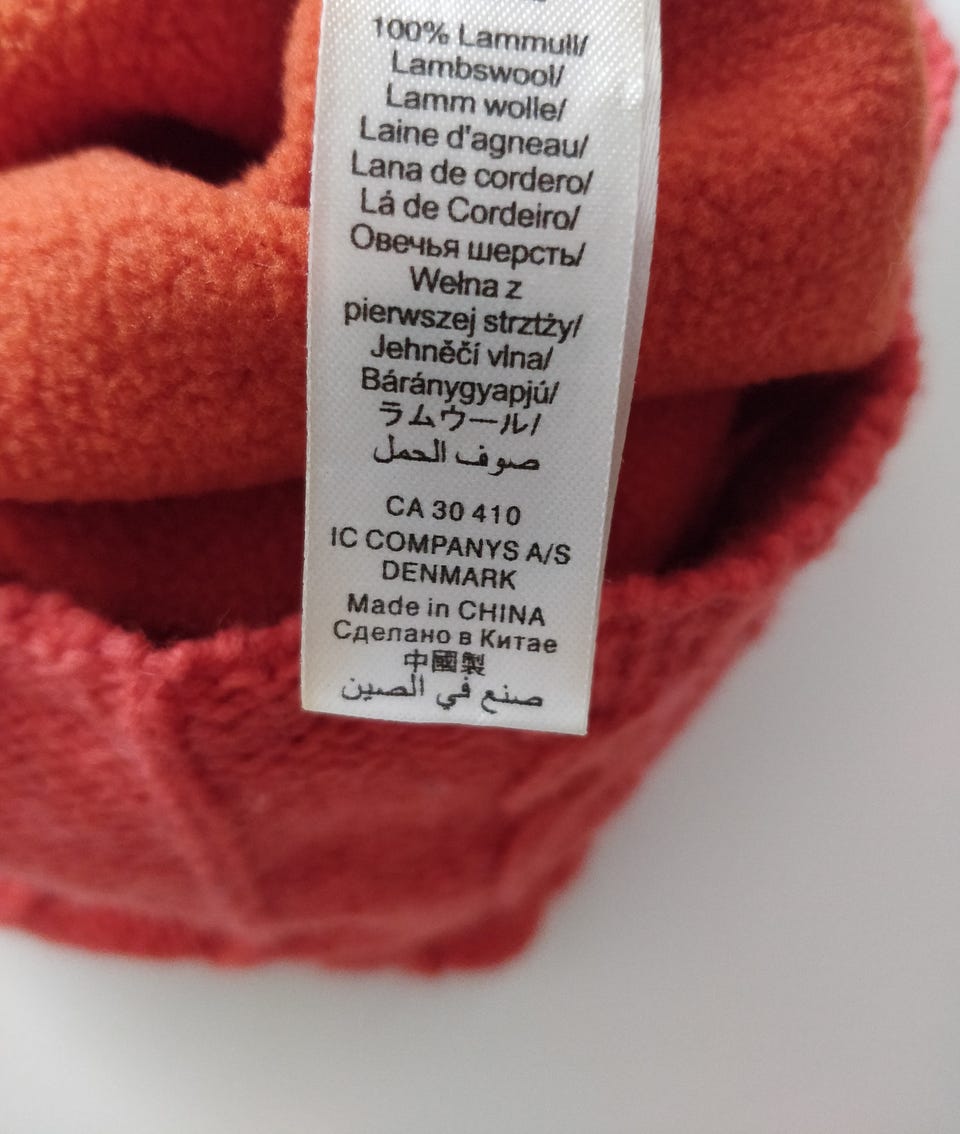 100% Lammull/
Lambswool/
Lamm wolle/
Laine d'agneau/
Lana de cordero/
Lá de Cordeiro/
Овечья шерсть/
Wełna z
pierwszej strztży/
Jehněčí vlna/
Báránygyapjú/
ラムウール/
صوف الحمل
CA 30 410
IC COMPANYS A/S
DENMARK
Made in CHINA
Сделано в Китае
中國製
صنع في الصين